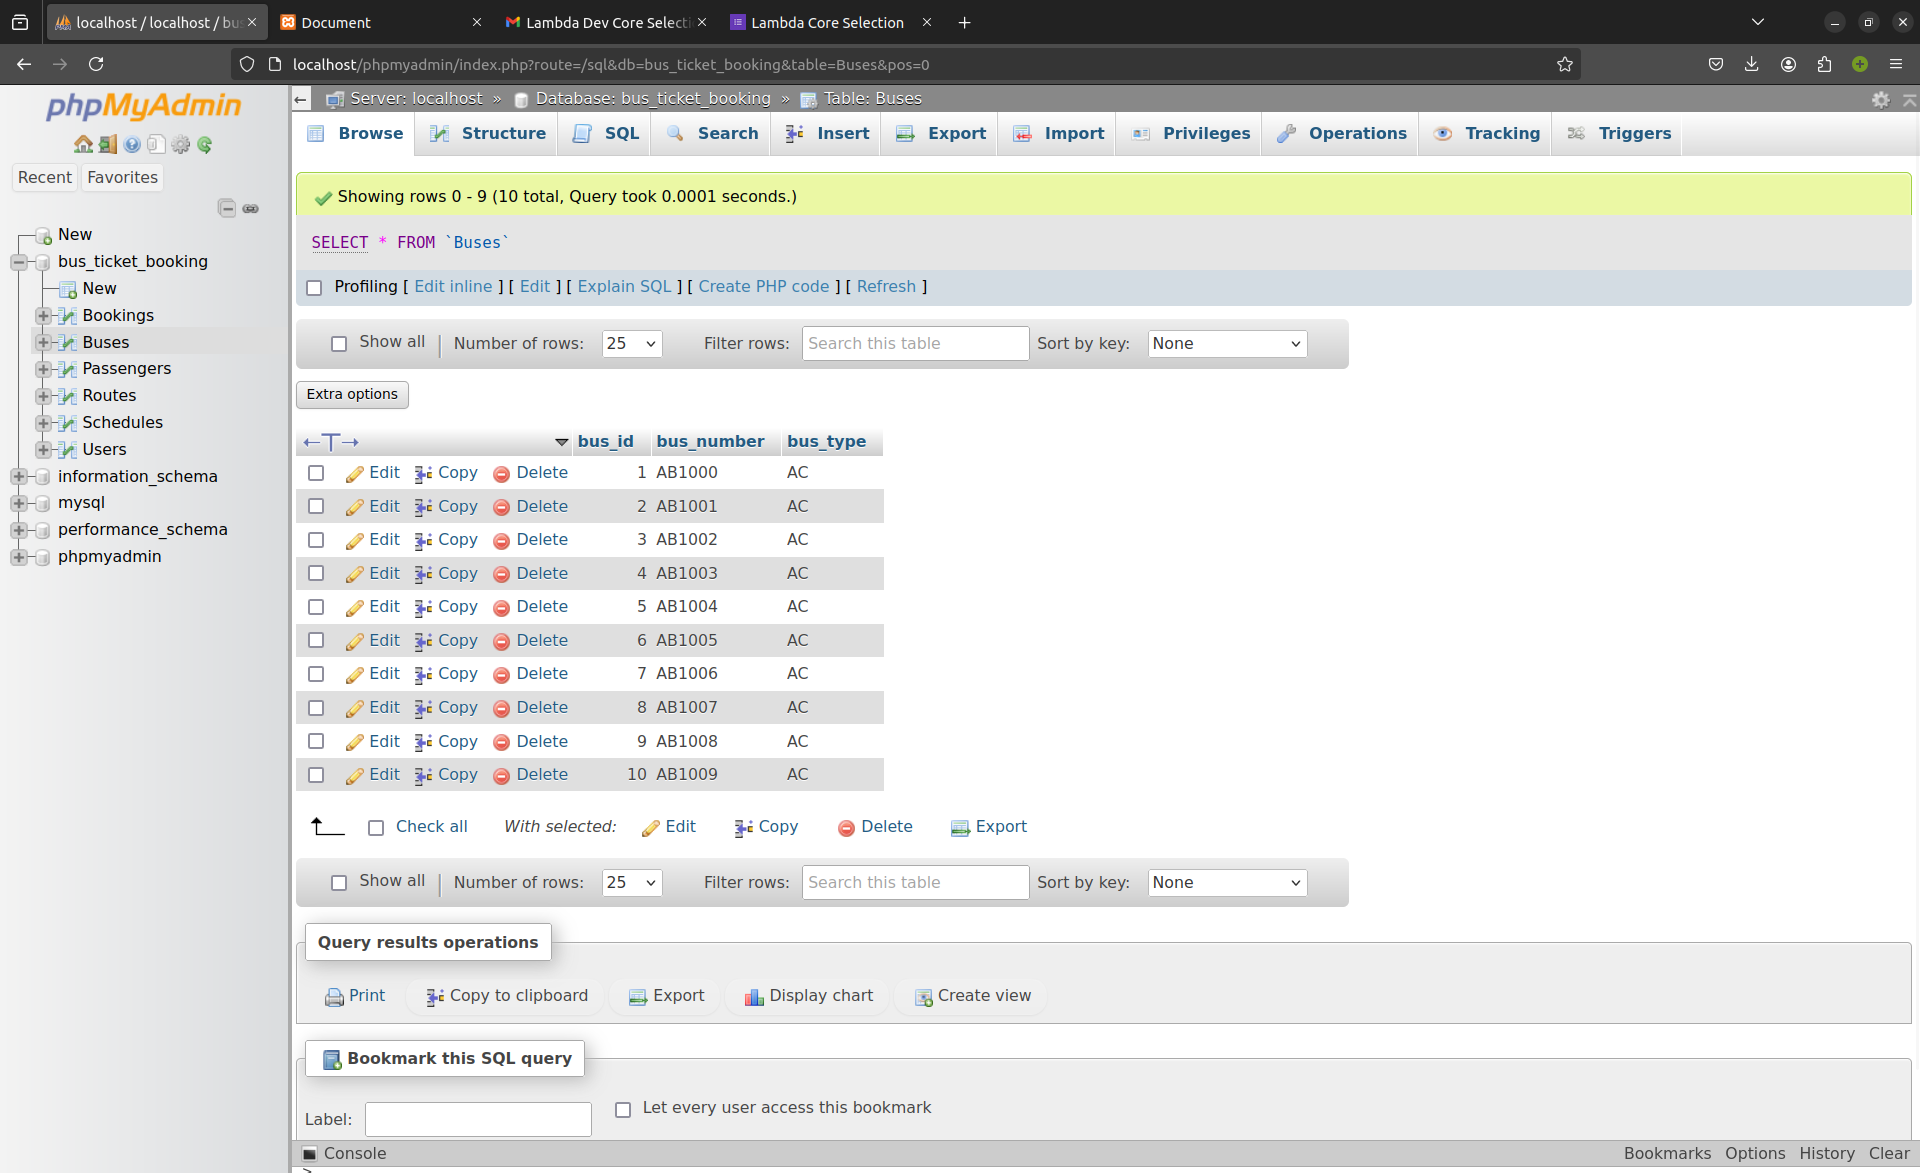 localhost / localhost / bu
Document
Lambda Dev Core Selecti
Lambda Core Selection
localhost/phpmyadmin/index.php?route=/sql&db=bus_ticket_booking&table=Buses&pos=0
phpMyAdmin
Recent Favorites
New
bus_ticket_booking
New
Bookings
Buses
Passengers
Routes
Schedules
Users
information_schema
mysql
performance_schema
phpmyadmin
Server: localhost » Database: bus_ticket_booking » Table: Buses
Browse Structure SQL Search Insert Export Import Privileges Operations Tracking Triggers
Showing rows 0 - 9 (10 total, Query took 0.0001 seconds.)
SELECT * FROM `Buses`
Profiling [ Edit inline ] [ Edit ] [ Explain SQL ] [ Create PHP code ] [ Refresh ]
Show all | Number of rows: 25 Filter rows: Search this table Sort by key: None
Extra options
←T→ bus_id bus_number bus_type
Edit Copy Delete 1 AB1000 AC
Edit Copy Delete 2 AB1001 AC
Edit Copy Delete 3 AB1002 AC
Edit Copy Delete 4 AB1003 AC
Edit Copy Delete 5 AB1004 AC
Edit Copy Delete 6 AB1005 AC
Edit Copy Delete 7 AB1006 AC
Edit Copy Delete 8 AB1007 AC
Edit Copy Delete 9 AB1008 AC
Edit Copy Delete 10 AB1009 AC
Check all With selected: Edit Copy Delete Export
Show all | Number of rows: 25 Filter rows: Search this table Sort by key: None
Query results operations
Print Copy to clipboard Export Display chart Create view
Bookmark this SQL query
Label: Let every user access this bookmark
Console Bookmarks Options History Clear
>